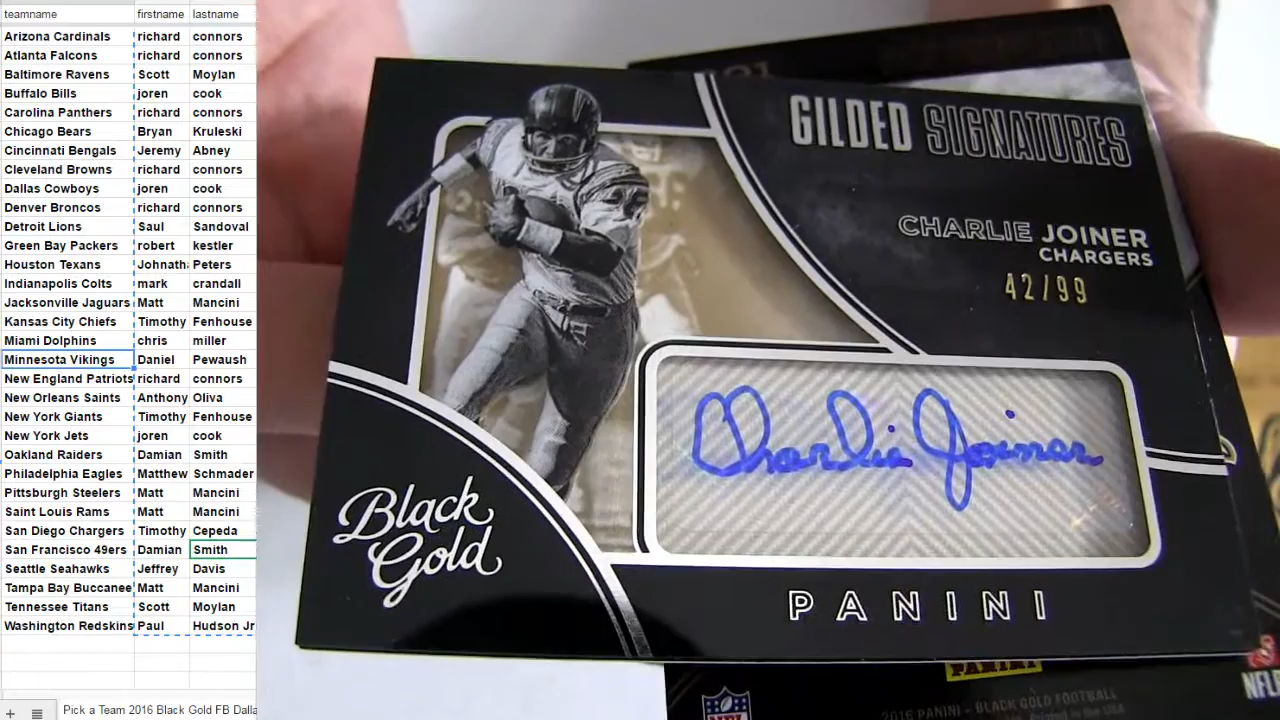 teamname firstname lastname
Arizona Cardinals richard connors
Atlanta Falcons richard connors
Baltimore Ravens Scott Moylan
Buffalo Bills joren cook
Carolina Panthers richard connors
Chicago Bears Bryan Kruleski
Cincinnati Bengals Jeremy Abney
Cleveland Browns richard connors
Dallas Cowboys joren cook
Denver Broncos richard connors
Detroit Lions Saul Sandoval
Green Bay Packers robert kestler
Houston Texans Johnath Peters
Indianapolis Colts mark crandall
Jacksonville Jaguars Matt Mancini
Kansas City Chiefs Timothy Fenhouse
Miami Dolphins chris miller
Minnesota Vikings Daniel Pewaush
New England Patriots richard connors
New Orleans Saints Anthony Oliva
New York Giants Timothy Fenhouse
New York Jets joren cook
Oakland Raiders Damian Smith
Philadelphia Eagles Matthew Schmader
Pittsburgh Steelers Matt Mancini
Saint Louis Rams Matt Mancini
San Diego Chargers Timothy Cepeda
San Francisco 49ers Damian Smith
Seattle Seahawks Jeffrey Davis
Tampa Bay Buccanee Matt Mancini
Tennessee Titans Scott Moylan
Washington Redskins Paul Hudson Jr
Pick a Team 2016 Black Gold FB Dalla
GILDED SIGNATURES
CHARLIE JOINER
CHARGERS
42/99
Charlie Joiner
Black
Gold
PANINI
PANINI
NFL
2016 PANINI - BLACK GOLD FOOTBALL
Printed in the USA
NFL